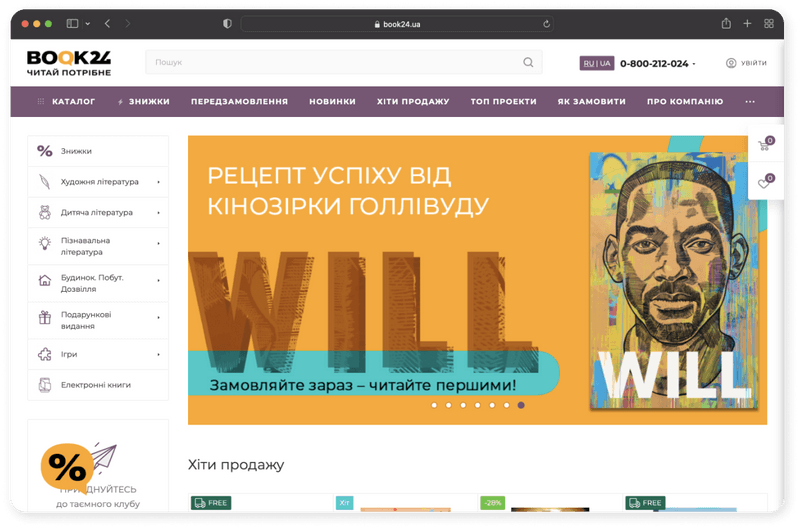 book24.ua
BOOK24
ЧИТАЙ ПОТРІБНЕ
Пошук
RU | UA
0-800-212-024
УВІЙТИ
КАТАЛОГ
ЗНИЖКИ
ПЕРЕДЗАМОВЛЕННЯ
НОВИНКИ
ХІТИ ПРОДАЖУ
ТОП ПРОЕКТИ
ЯК ЗАМОВИТИ
ПРО КОМПАНІЮ
0
0
Знижки
Художня література
Дитяча література
Пізнавальна
література
Будинок. Побут.
Дозвілля
Подарункові
видання
Ігри
Електронні книги
РЕЦЕПТ УСПІХУ ВІД
КІНОЗІРКИ ГОЛЛІВУДУ
WILL
Замовляйте зараз – читайте першими!
WILL
%
до таємного клубу
Хіти продажу
FREE
Хіт
-28%
FREE